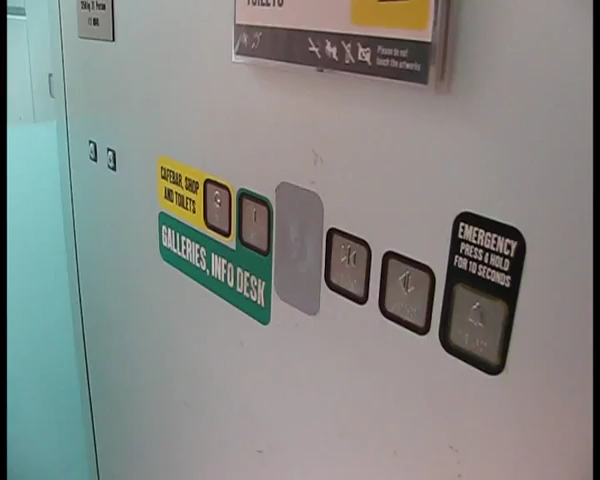 TOILETS
Please do not
touch the artworks
CAFEBAR, SHOP
AND TOILETS
GALLERIES, INFO DESK
EMERGENCY
PRESS & HOLD
FOR 10 SECONDS